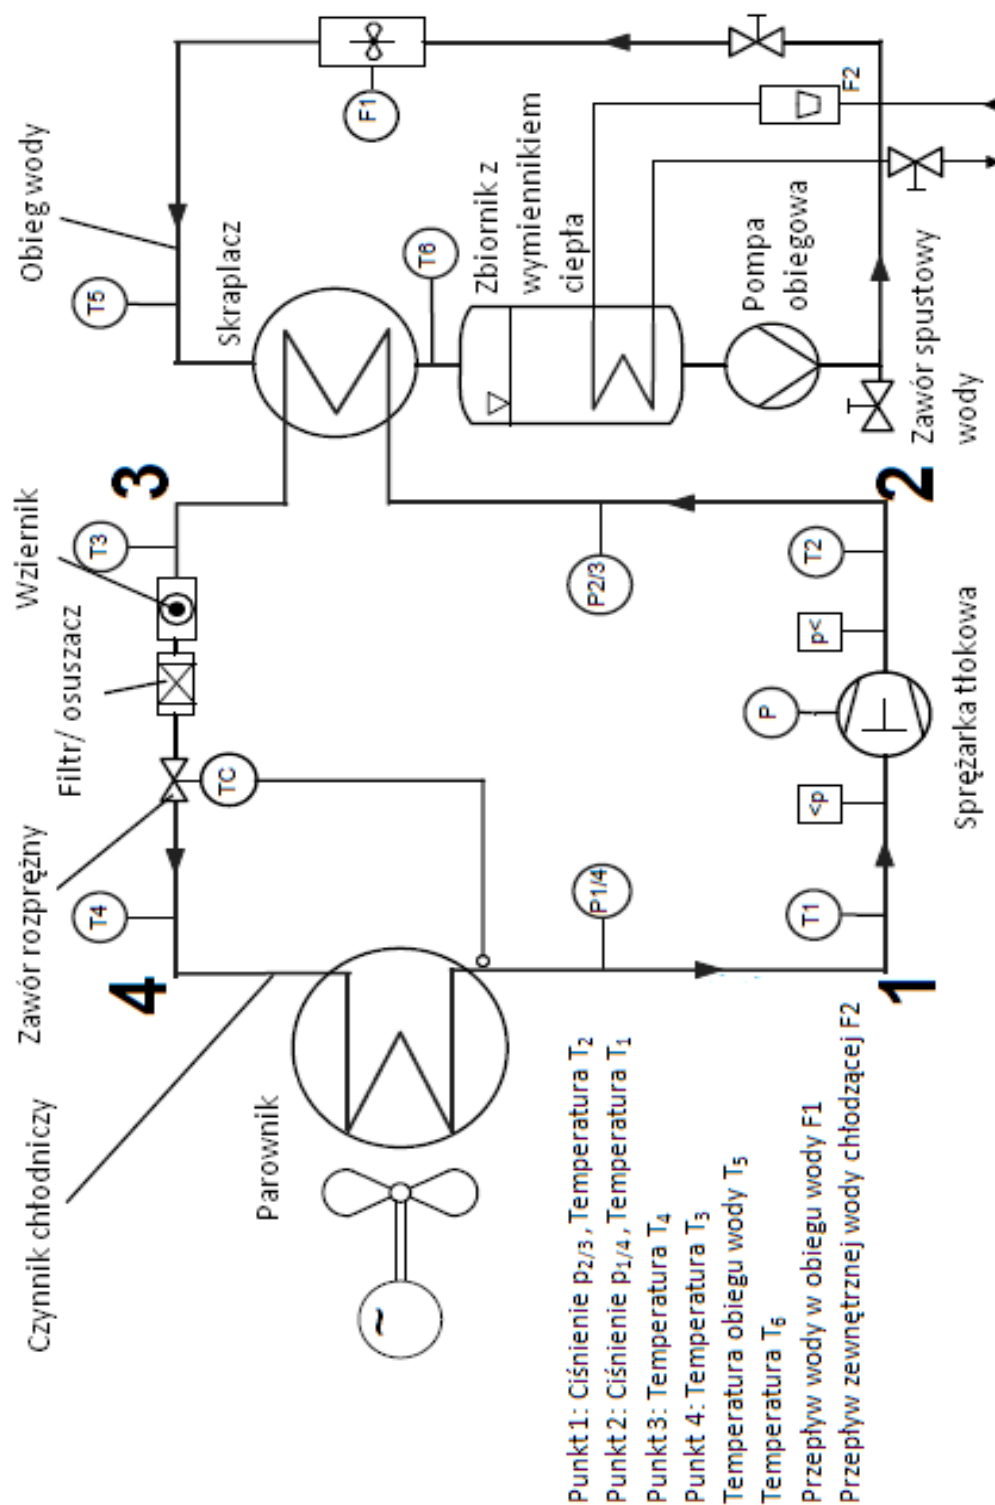 Czynnik chłodniczy
Zawór rozprężny
Filtr/ osuszacz
Wziernik
Obieg wody
T4
T3
T5
4
3
TC
Skraplacz
Parownik
~
F1
T6
Zbiornik z
wymiennikiem
ciepła
P1/4
P2/3
Pompa
obiegowa
P
T1
<p
p<
T2
F2
1
2
Zawór spustowy
wody
Sprężarka tłokowa
Punkt 1: Ciśnienie p2/3, Temperatura T2
Punkt 2: Ciśnienie p1/4, Temperatura T1
Punkt 3: Temperatura T4
Punkt 4: Temperatura T3
Temperatura obiegu wody T5
Temperatura T6
Przepływ wody w obiegu wody F1
Przepływ zewnętrznej wody chłodzącej F2